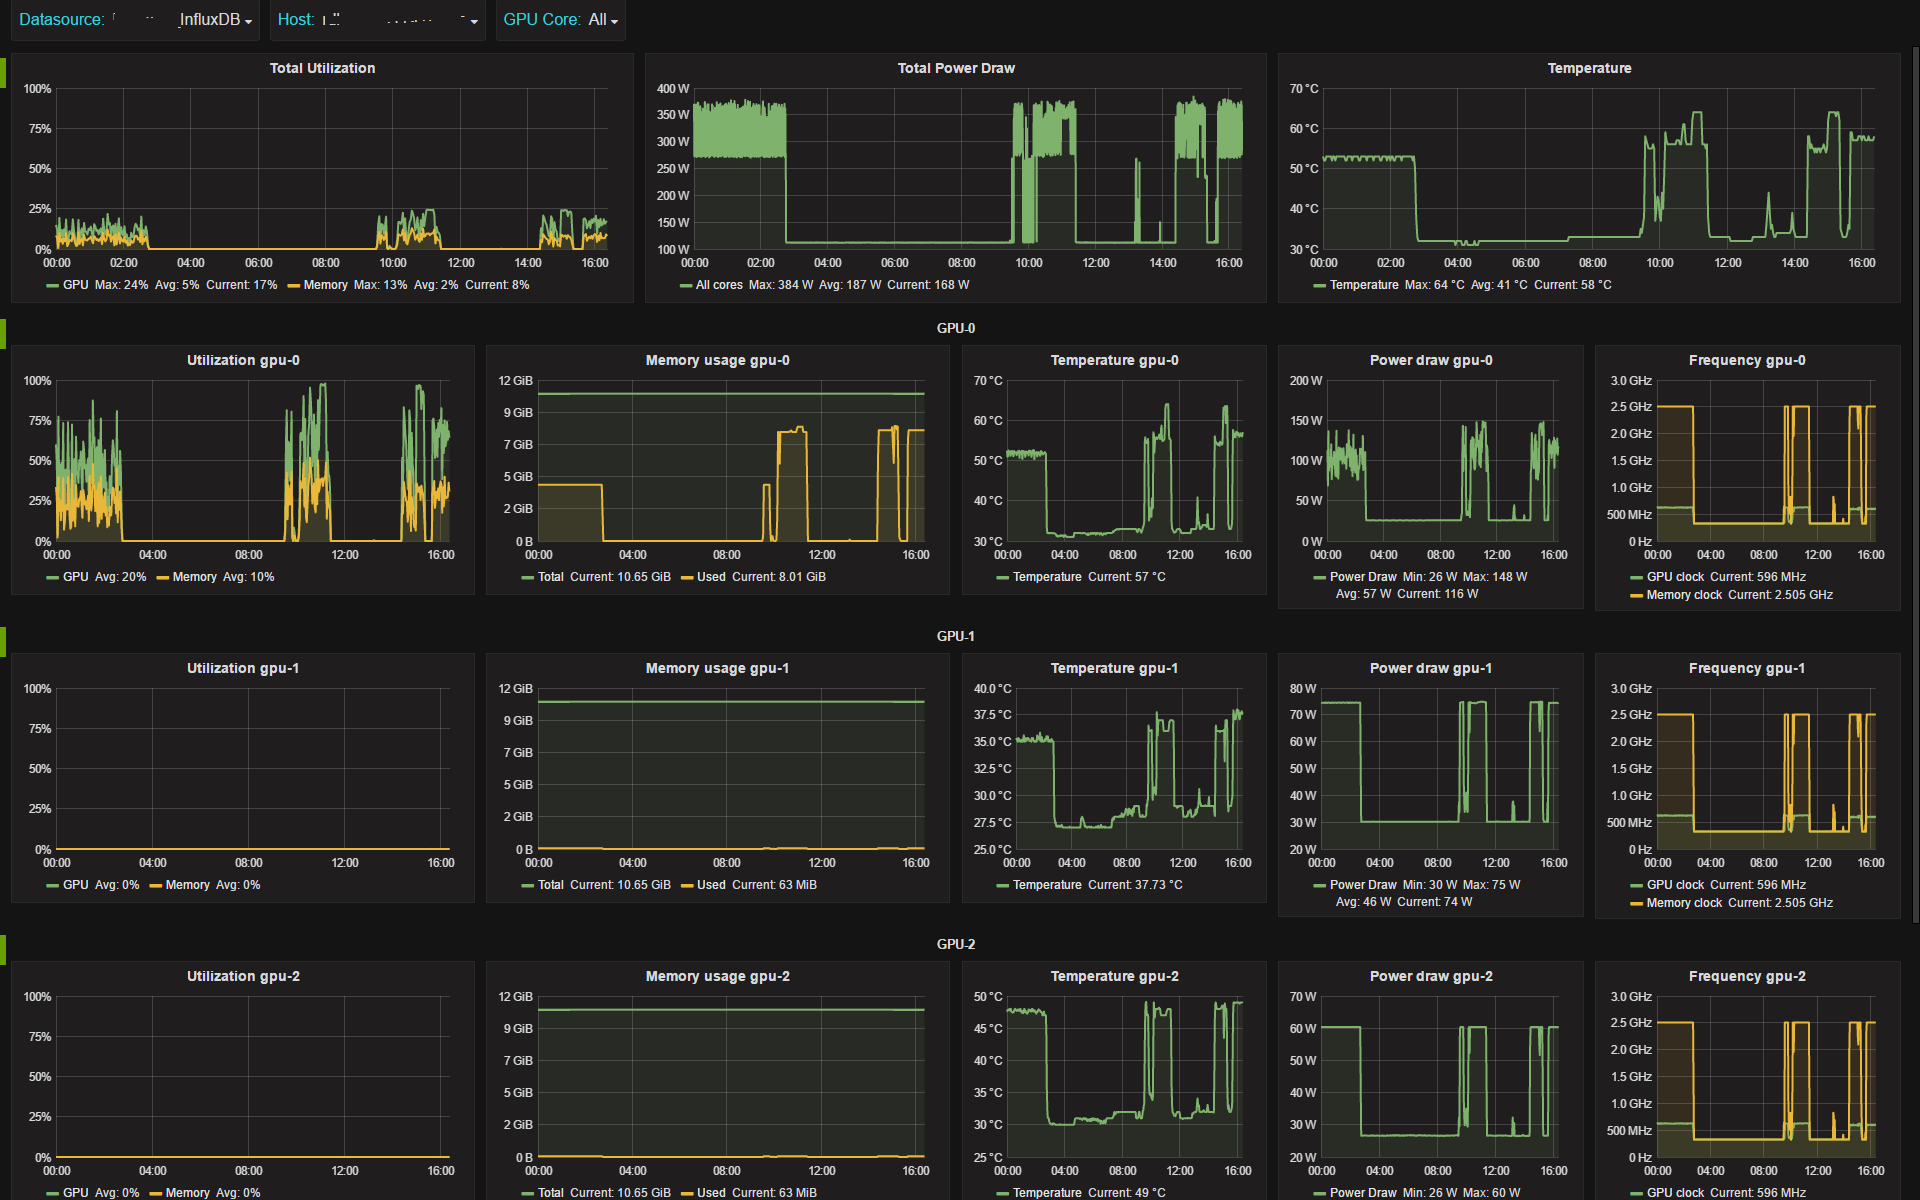 Datasource: InfluxDB Host: GPU Core: All
Total Utilization
100%
75%
50%
25%
0%
00:00 02:00 04:00 06:00 08:00 10:00 12:00 14:00 16:00
GPU Max: 24% Avg: 5% Current: 17% Memory Max: 13% Avg: 2% Current: 8%
Total Power Draw
400 W
350 W
300 W
250 W
200 W
150 W
100 W
00:00 02:00 04:00 06:00 08:00 10:00 12:00 14:00 16:00
All cores Max: 384 W Avg: 187 W Current: 168 W
Temperature
70 °C
60 °C
50 °C
40 °C
30 °C
00:00 02:00 04:00 06:00 08:00 10:00 12:00 14:00 16:00
Temperature Max: 64 °C Avg: 41 °C Current: 58 °C
GPU-0
Utilization gpu-0
100%
75%
50%
25%
0%
00:00 04:00 08:00 12:00 16:00
GPU Avg: 20% Memory Avg: 10%
Memory usage gpu-0
12 GiB
9 GiB
7 GiB
5 GiB
2 GiB
0 B
00:00 04:00 08:00 12:00 16:00
Total Current: 10.65 GiB Used Current: 8.01 GiB
Temperature gpu-0
70 °C
60 °C
50 °C
40 °C
30 °C
00:00 04:00 08:00 12:00 16:00
Temperature Current: 57 °C
Power draw gpu-0
200 W
150 W
100 W
50 W
0 W
00:00 04:00 08:00 12:00 16:00
Power Draw Min: 26 W Max: 148 W
Avg: 57 W Current: 116 W
Frequency gpu-0
3.0 GHz
2.5 GHz
2.0 GHz
1.5 GHz
1.0 GHz
500 MHz
0 Hz
00:00 04:00 08:00 12:00 16:00
GPU clock Current: 596 MHz
Memory clock Current: 2.505 GHz
GPU-1
Utilization gpu-1
100%
75%
50%
25%
0%
00:00 04:00 08:00 12:00 16:00
GPU Avg: 0% Memory Avg: 0%
Memory usage gpu-1
12 GiB
9 GiB
7 GiB
5 GiB
2 GiB
0 B
00:00 04:00 08:00 12:00 16:00
Total Current: 10.65 GiB Used Current: 63 MiB
Temperature gpu-1
40.0 °C
37.5 °C
35.0 °C
32.5 °C
30.0 °C
27.5 °C
25.0 °C
00:00 04:00 08:00 12:00 16:00
Temperature Current: 37.73 °C
Power draw gpu-1
80 W
70 W
60 W
50 W
40 W
30 W
20 W
00:00 04:00 08:00 12:00 16:00
Power Draw Min: 30 W Max: 75 W
Avg: 46 W Current: 74 W
Frequency gpu-1
3.0 GHz
2.5 GHz
2.0 GHz
1.5 GHz
1.0 GHz
500 MHz
0 Hz
00:00 04:00 08:00 12:00 16:00
GPU clock Current: 596 MHz
Memory clock Current: 2.505 GHz
GPU-2
Utilization gpu-2
100%
75%
50%
25%
0%
00:00 04:00 08:00 12:00 16:00
GPU Avg: 0% Memory Avg: 0%
Memory usage gpu-2
12 GiB
9 GiB
7 GiB
5 GiB
2 GiB
0 B
00:00 04:00 08:00 12:00 16:00
Total Current: 10.65 GiB Used Current: 63 MiB
Temperature gpu-2
50 °C
45 °C
40 °C
35 °C
30 °C
25 °C
00:00 04:00 08:00 12:00 16:00
Temperature Current: 49 °C
Power draw gpu-2
70 W
60 W
50 W
40 W
30 W
20 W
00:00 04:00 08:00 12:00 16:00
Power Draw Min: 26 W Max: 60 W
Frequency gpu-2
3.0 GHz
2.5 GHz
2.0 GHz
1.5 GHz
1.0 GHz
500 MHz
0 Hz
00:00 04:00 08:00 12:00 16:00
GPU clock Current: 596 MHz